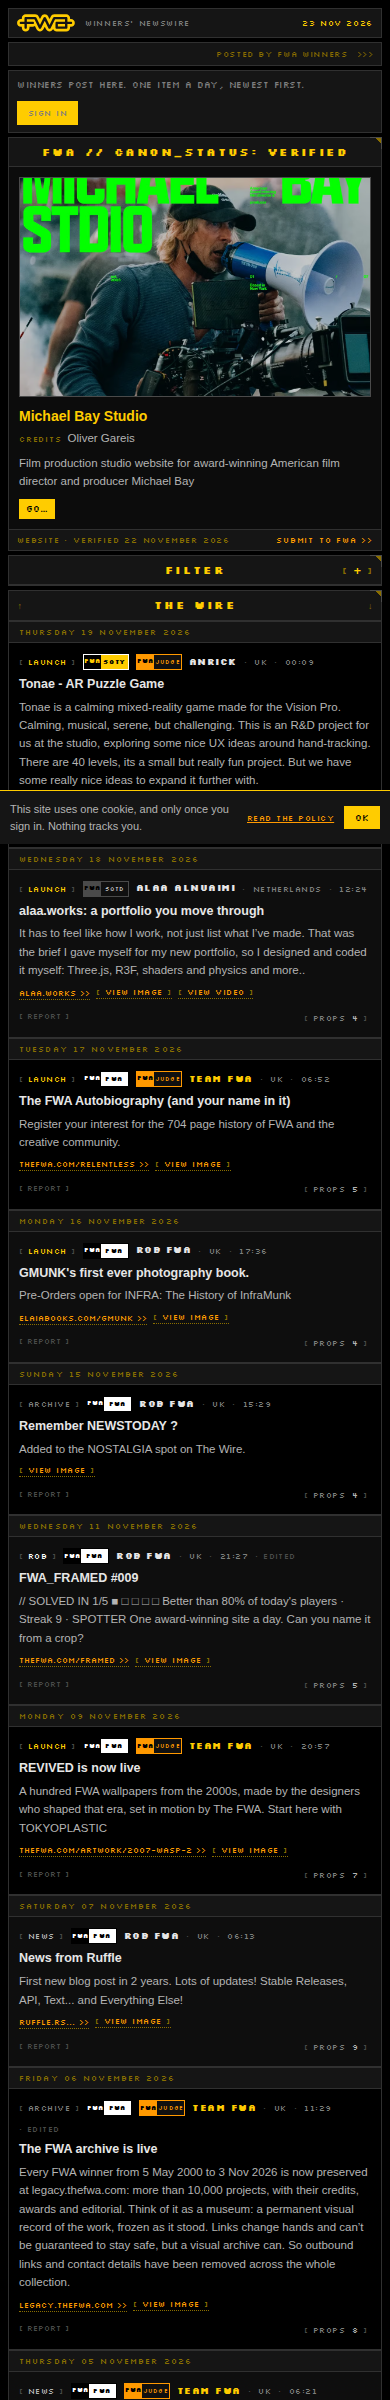 FWA WINNERS' NEWSWIRE 23 NOV 2026
POSTED BY FWA WINNERS >>>
WINNERS POST HERE. ONE ITEM A DAY, NEWEST FIRST.
SIGN IN
FWA // CANON_STATUS: VERIFIED
MICHAEL BAY
STDIO
Michael Bay Studio
CREDITS Oliver Gareis
Film production studio website for award-winning American film
director and producer Michael Bay
GO…
WEBSITE · VERIFIED 22 NOVEMBER 2026 SUBMIT TO FWA >>
FILTER [ + ]
↑ THE WIRE ↓
THURSDAY 19 NOVEMBER 2026
[ LAUNCH ] FWA SOTY FWA JUDGE ANRICK · UK · 00:09
Tonae - AR Puzzle Game
Tonae is a calming mixed-reality game made for the Vision Pro.
Calming, musical, serene, but challenging. This is an R&D project for
us at the studio, exploring some nice UX ideas around hand-tracking.
There are 40 levels, its a small but really fun project. But we have
some really nice ideas to expand it further with.
This site uses one cookie, and only once you
sign in. Nothing tracks you.
READ THE POLICY OK
WEDNESDAY 18 NOVEMBER 2026
[ LAUNCH ] FWA SOTD ALAA ALNUAIMI · NETHERLANDS · 12:24
alaa.works: a portfolio you move through
It has to feel like how I work, not just list what I've made. That was
the brief I gave myself for my new portfolio, so I designed and coded
it myself: Three.js, R3F, shaders and physics and more..
ALAA.WORKS >> [ VIEW IMAGE ] [ VIEW VIDEO ]
[ REPORT ] [ PROPS 4 ]
TUESDAY 17 NOVEMBER 2026
[ LAUNCH ] FWA FWA FWA JUDGE TEAM FWA · UK · 06:52
The FWA Autobiography (and your name in it)
Register your interest for the 704 page history of FWA and the
creative community.
THEFWA.COM/RELENTLESS >> [ VIEW IMAGE ]
[ REPORT ] [ PROPS 5 ]
MONDAY 16 NOVEMBER 2026
[ LAUNCH ] FWA FWA ROB FWA · UK · 17:36
GMUNK's first ever photography book.
Pre-Orders open for INFRA: The History of InfraMunk
ELAIABOOKS.COM/GMUNK >> [ VIEW IMAGE ]
[ REPORT ] [ PROPS 4 ]
SUNDAY 15 NOVEMBER 2026
[ ARCHIVE ] FWA FWA ROB FWA · UK · 15:29
Remember NEWSTODAY ?
Added to the NOSTALGIA spot on The Wire.
[ VIEW IMAGE ]
[ REPORT ] [ PROPS 4 ]
WEDNESDAY 11 NOVEMBER 2026
[ ROB ] FWA FWA ROB FWA · UK · 21:27 · EDITED
FWA_FRAMED #009
// SOLVED IN 1/5 ■ □ □ □ □ Better than 80% of today's players ·
Streak 9 · SPOTTER One award-winning site a day. Can you name it
from a crop?
THEFWA.COM/FRAMED >> [ VIEW IMAGE ]
[ REPORT ] [ PROPS 5 ]
MONDAY 09 NOVEMBER 2026
[ LAUNCH ] FWA FWA FWA JUDGE TEAM FWA · UK · 20:57
REVIVED is now live
A hundred FWA wallpapers from the 2000s, made by the designers
who shaped that era, set in motion by The FWA. Start here with
TOKYOPLASTIC
THEFWA.COM/ARTWORK/2007-WASP-2 >> [ VIEW IMAGE ]
[ REPORT ] [ PROPS 7 ]
SATURDAY 07 NOVEMBER 2026
[ NEWS ] FWA FWA ROB FWA · UK · 06:13
News from Ruffle
First new blog post in 2 years. Lots of updates! Stable Releases,
API, Text... and Everything Else!
RUFFLE.RS… >> [ VIEW IMAGE ]
[ REPORT ] [ PROPS 9 ]
FRIDAY 06 NOVEMBER 2026
[ ARCHIVE ] FWA FWA FWA JUDGE TEAM FWA · UK · 11:29
· EDITED
The FWA archive is live
Every FWA winner from 5 May 2000 to 3 Nov 2026 is now preserved
at legacy.thefwa.com: more than 10,000 projects, with their credits,
awards and editorial. Think of it as a museum: a permanent visual
record of the work, frozen as it stood. Links change hands and can't
be guaranteed to stay safe, but a visual archive can. So outbound
links and contact details have been removed across the whole
collection.
LEGACY.THEFWA.COM >> [ VIEW IMAGE ]
[ REPORT ] [ PROPS 8 ]
THURSDAY 05 NOVEMBER 2026
[ NEWS ] FWA FWA FWA JUDGE TEAM FWA · UK · 06:21